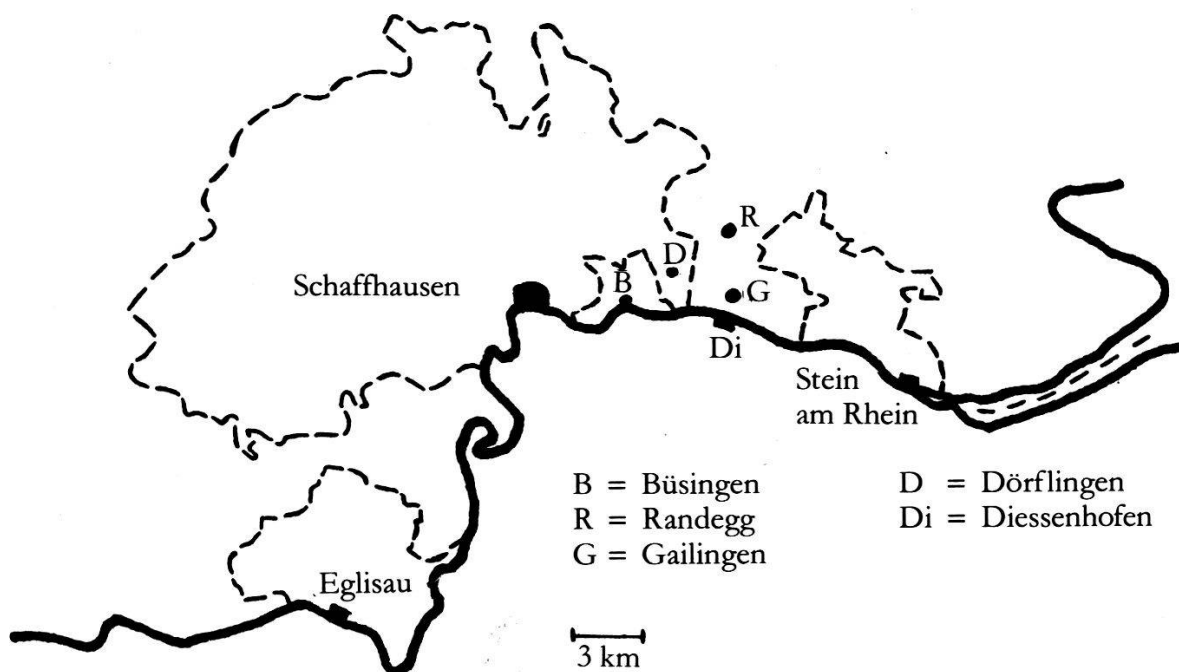 R
D
Schaffhausen
B
G
Di
Stein
am Rhein
B = Büsingen
R = Randegg
G = Gailingen
D = Dörflingen
Di = Diessenhofen
Eglisau
3 km